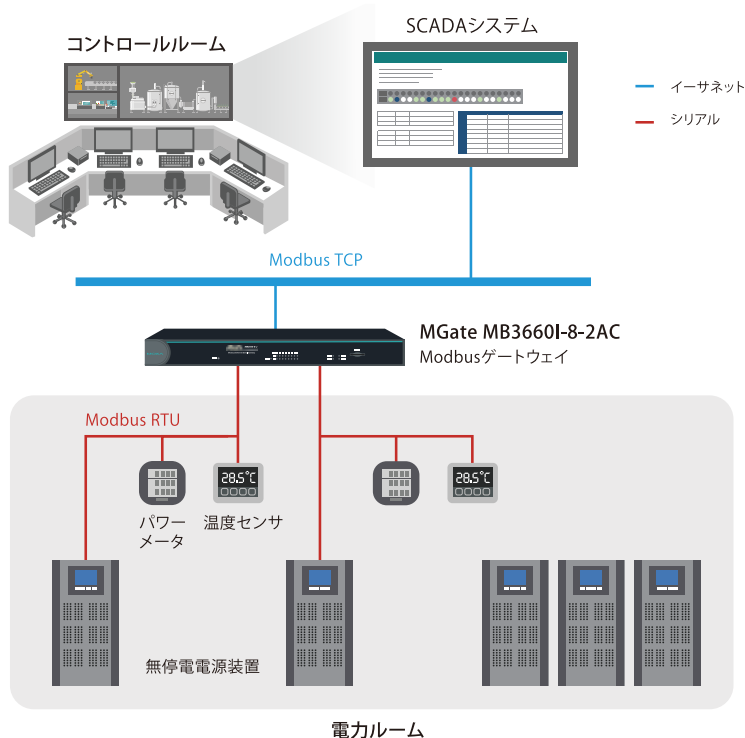 コントロールルーム
SCADAシステム
イーサネット
シリアル
Modbus TCP
MGate MB3660I-8-2AC
Modbusゲートウェイ
Modbus RTU
28.5°C
28.5°C
パワー
メータ
温度センサ
無停電電源装置
電力ルーム